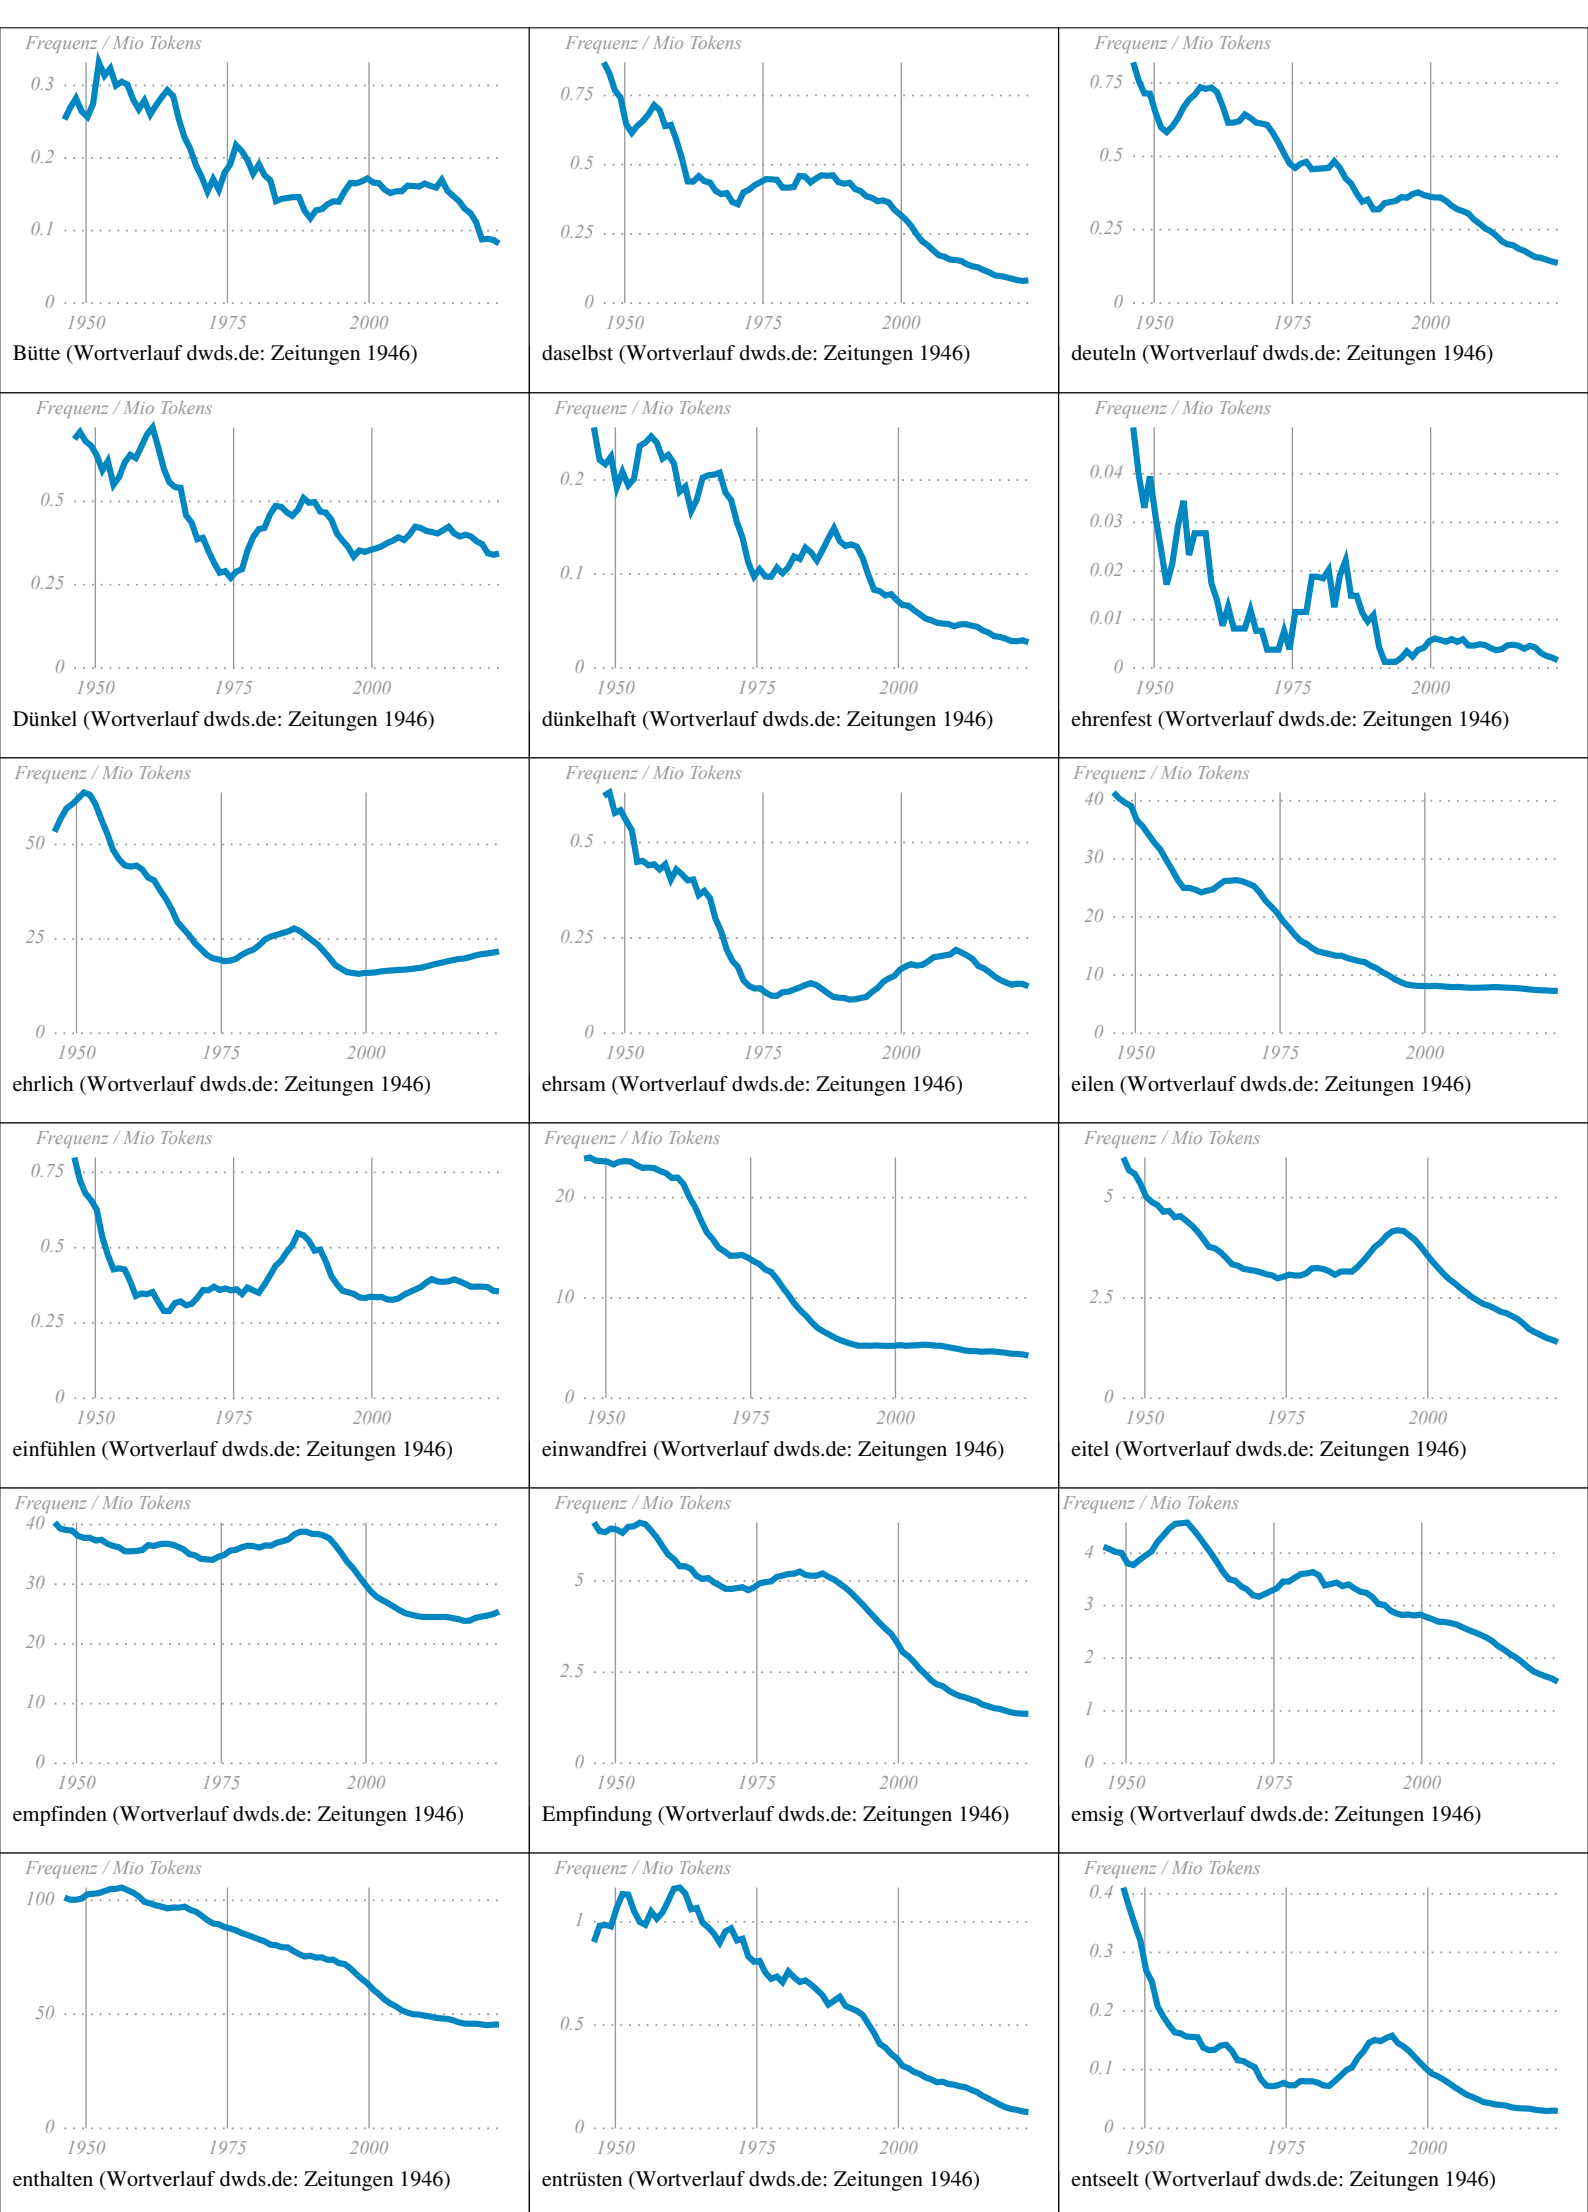 Frequenz / Mio Tokens
0.3
0.2
0.1
0
1950 1975 2000
Bütte (Wortverlauf dwds.de: Zeitungen 1946)
Frequenz / Mio Tokens
0.75
0.5
0.25
0
1950 1975 2000
daselbst (Wortverlauf dwds.de: Zeitungen 1946)
Frequenz / Mio Tokens
0.75
0.5
0.25
0
1950 1975 2000
deuteln (Wortverlauf dwds.de: Zeitungen 1946)
Frequenz / Mio Tokens
0.5
0.25
0
1950 1975 2000
Dünkel (Wortverlauf dwds.de: Zeitungen 1946)
Frequenz / Mio Tokens
0.2
0.1
0
1950 1975 2000
dünkelhaft (Wortverlauf dwds.de: Zeitungen 1946)
Frequenz / Mio Tokens
0.04
0.03
0.02
0.01
0
1950 1975 2000
ehrenfest (Wortverlauf dwds.de: Zeitungen 1946)
Frequenz / Mio Tokens
50
25
0
1950 1975 2000
ehrlich (Wortverlauf dwds.de: Zeitungen 1946)
Frequenz / Mio Tokens
0.5
0.25
0
1950 1975 2000
ehrsam (Wortverlauf dwds.de: Zeitungen 1946)
Frequenz / Mio Tokens
40
30
20
10
0
1950 1975 2000
eilen (Wortverlauf dwds.de: Zeitungen 1946)
Frequenz / Mio Tokens
0.75
0.5
0.25
0
1950 1975 2000
einfühlen (Wortverlauf dwds.de: Zeitungen 1946)
Frequenz / Mio Tokens
20
10
0
1950 1975 2000
einwandfrei (Wortverlauf dwds.de: Zeitungen 1946)
Frequenz / Mio Tokens
5
2.5
0
1950 1975 2000
eitel (Wortverlauf dwds.de: Zeitungen 1946)
Frequenz / Mio Tokens
40
30
20
10
0
1950 1975 2000
empfinden (Wortverlauf dwds.de: Zeitungen 1946)
Frequenz / Mio Tokens
5
2.5
0
1950 1975 2000
Empfindung (Wortverlauf dwds.de: Zeitungen 1946)
Frequenz / Mio Tokens
4
3
2
1
0
1950 1975 2000
emsig (Wortverlauf dwds.de: Zeitungen 1946)
Frequenz / Mio Tokens
100
50
0
1950 1975 2000
enthalten (Wortverlauf dwds.de: Zeitungen 1946)
Frequenz / Mio Tokens
1
0.5
0
1950 1975 2000
entrüsten (Wortverlauf dwds.de: Zeitungen 1946)
Frequenz / Mio Tokens
0.4
0.3
0.2
0.1
0
1950 1975 2000
entseelt (Wortverlauf dwds.de: Zeitungen 1946)